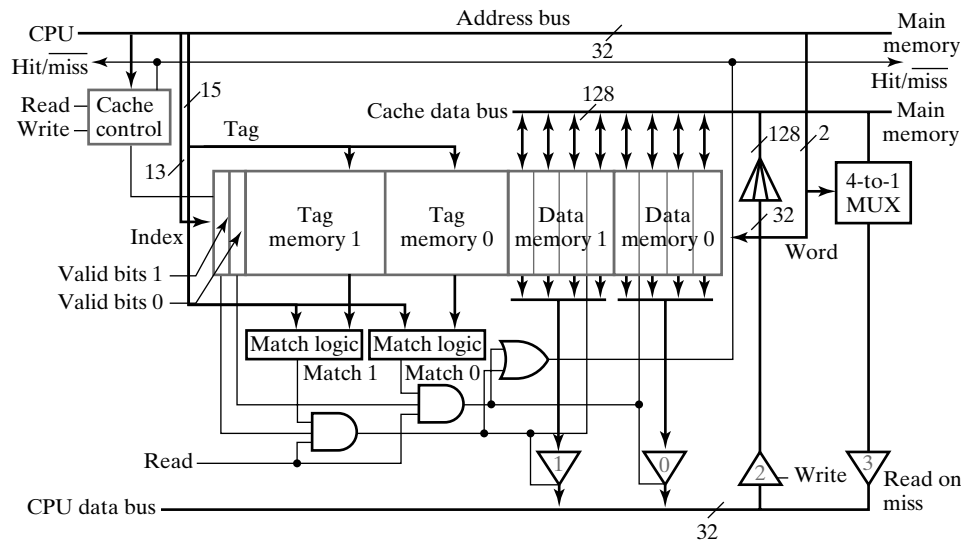 Address bus
CPU
Main
memory
32
Hit/miss
Hit/miss
15
Read
Write
Cache
control
Cache data bus
128
Main
memory
Tag
128
2
13
4-to-1
MUX
Tag
memory 1
Tag
memory 0
Data
memory 1
Data
memory 0
32
Index
Word
Valid bits 1
Valid bits 0
Match logic
Match logic
Match 1
Match 0
Read
1
0
2
Write
3
Read on
miss
CPU data bus
32